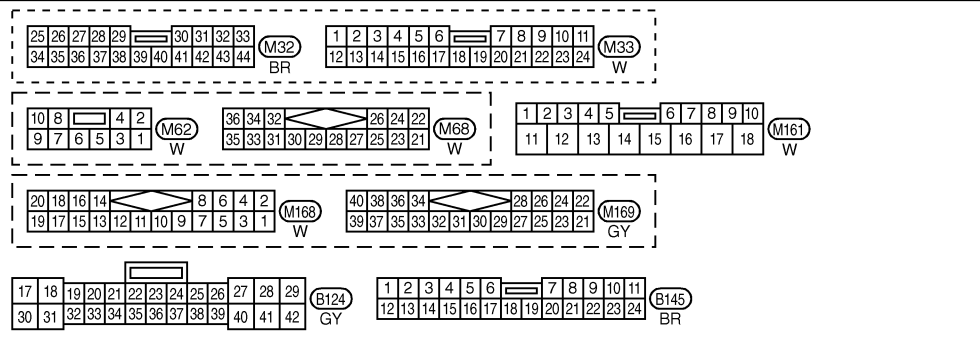 25 26 27 28 29 30 31 32 33
34 35 36 37 38 39 40 41 42 43 44
M32
BR
1 2 3 4 5 6 7 8 9 10 11
12 13 14 15 16 17 18 19 20 21 22 23 24
M33
W
10 8 4 2
9 7 6 5 3 1
M62
W
36 34 32 26 24 22
35 33 31 30 29 28 27 25 23 21
M68
W
1 2 3 4 5 6 7 8 9 10
11 12 13 14 15 16 17 18
M161
W
20 18 16 14 8 6 4 2
19 17 15 13 12 11 10 9 7 5 3 1
M168
W
40 38 36 34 28 26 24 22
39 37 35 33 32 31 30 29 27 25 23 21
M169
GY
17 18 19 20 21 22 23 24 25 26 27 28 29
30 31 32 33 34 35 36 37 38 39 40 41 42
B124
GY
1 2 3 4 5 6 7 8 9 10 11
12 13 14 15 16 17 18 19 20 21 22 23 24
B145
BR